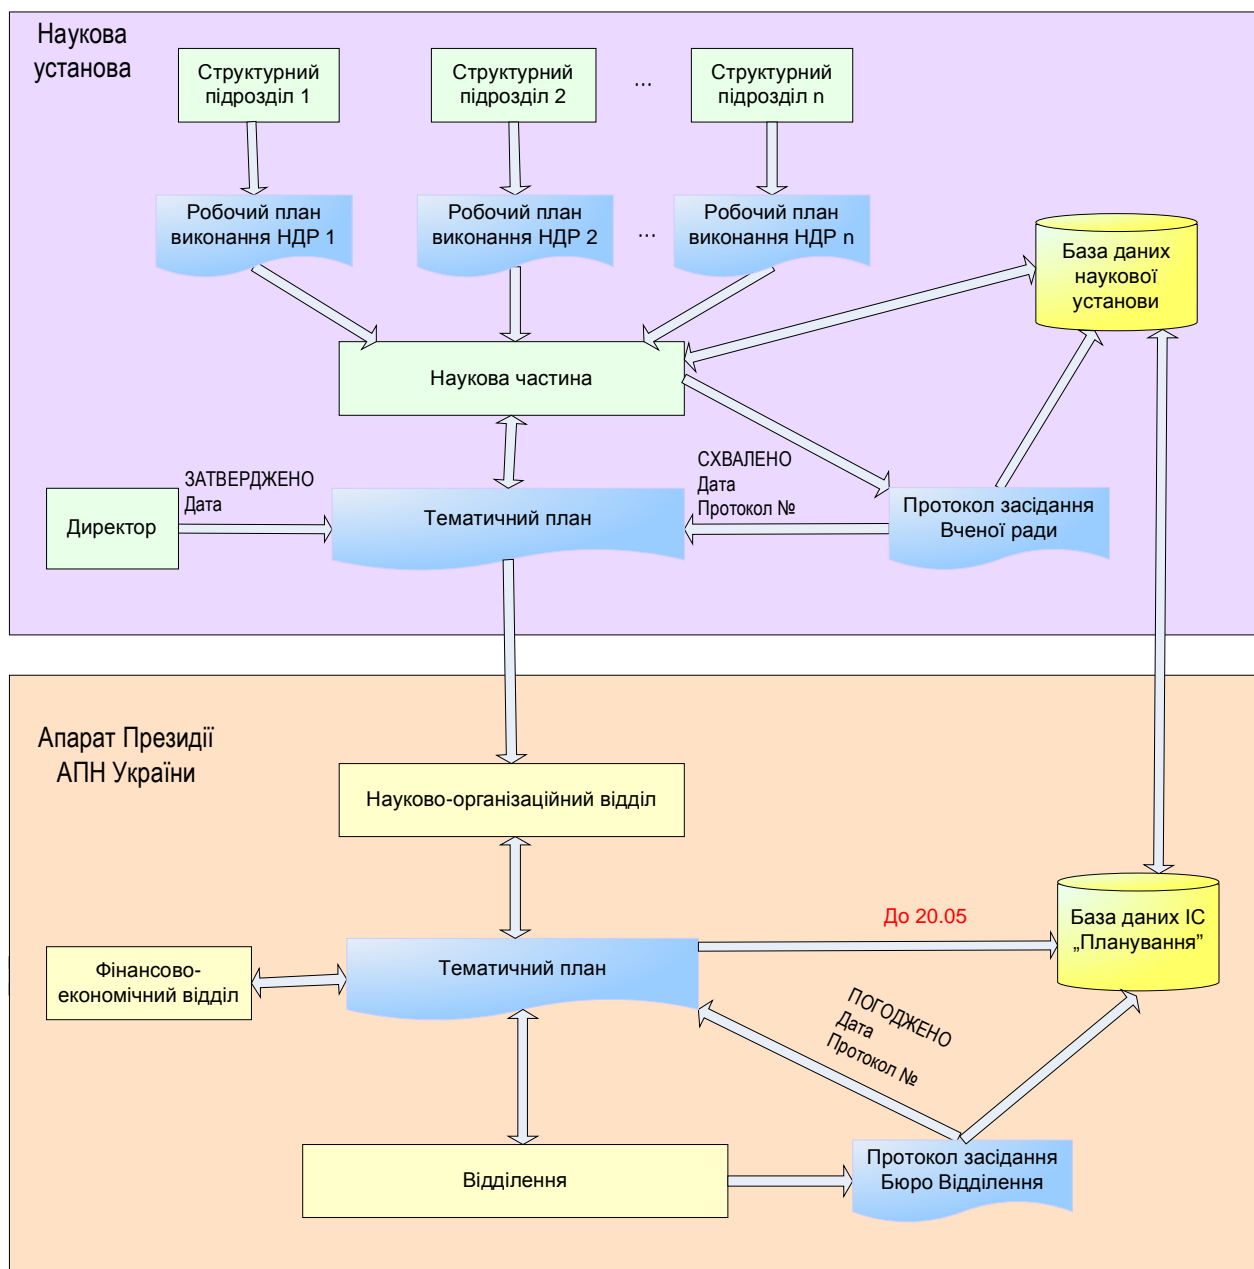 Наукова
установа
Структурний
підрозділ 1
Структурний
підрозділ 2
...
Структурний
підрозділ n
Робочий план
виконання НДР 1
Робочий план
виконання НДР 2
...
Робочий план
виконання НДР n
База даних
наукової
установи
Наукова частина
ЗАТВЕРДЖЕНО
Дата
СХВАЛЕНО
Дата
Протокол №
Директор
Тематичний план
Протокол засідання
Вченої ради
Апарат Президії
АПН України
Науково-організаційний відділ
До 20.05
База даних ІС
„Планування”
Фінансово-
економічний відділ
Тематичний план
ПОГОДЖЕНО
Дата
Протокол №
Відділення
Протокол засідання
Бюро Відділення